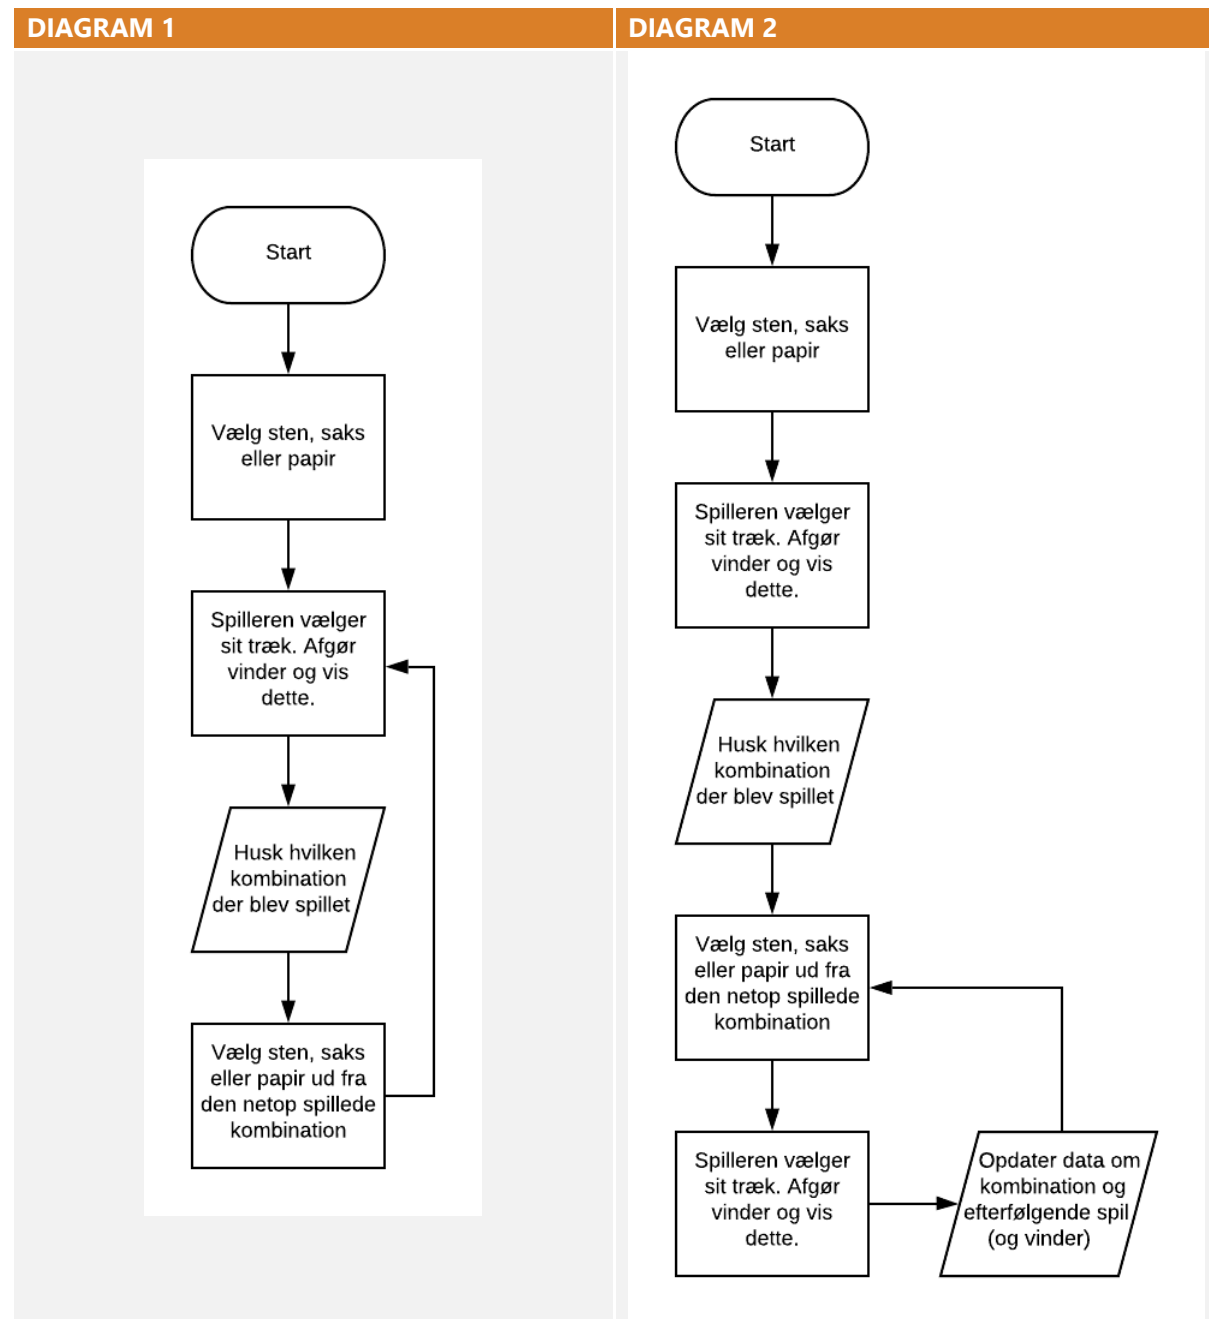 DIAGRAM 1
Start
Vælg sten, saks
eller papir
Spilleren vælger
sit træk. Afgør
vinder og vis
dette.
Husk hvilken
kombination
der blev spillet
Vælg sten, saks
eller papir ud fra
den netop spillede
kombination
DIAGRAM 2
Start
Vælg sten, saks
eller papir
Spilleren vælger
sit træk. Afgør
vinder og vis
dette.
Husk hvilken
kombination
der blev spillet
Vælg sten, saks
eller papir ud fra
den netop spillede
kombination
Spilleren vælger
sit træk. Afgør
vinder og vis
dette.
Opdater data om
kombination og
efterfølgende spil
(og vinder)